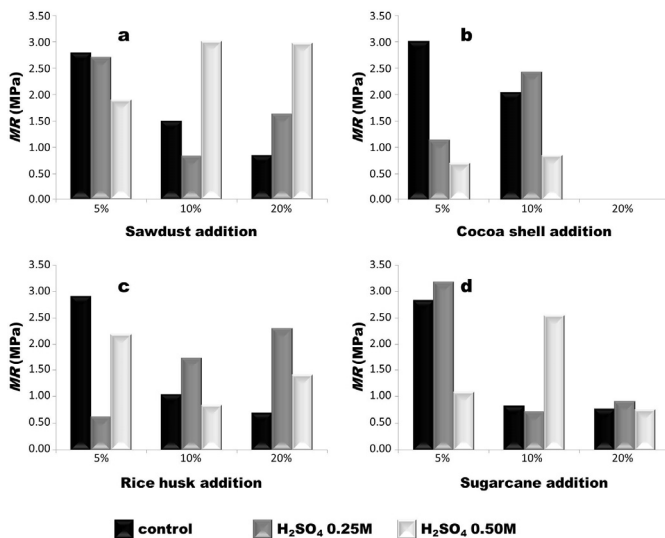 3.50
3.00
2.50
2.00
1.50
1.00
0.50
0.00
MR (MPa)
a
5% 10% 20%
Sawdust addition
3.50
3.00
2.50
2.00
1.50
1.00
0.50
0.00
MR (MPa)
b
5% 10% 20%
Cocoa shell addition
3.50
3.00
2.50
2.00
1.50
1.00
0.50
0.00
MR (MPa)
c
5% 10% 20%
Rice husk addition
3.50
3.00
2.50
2.00
1.50
1.00
0.50
0.00
MR (MPa)
d
5% 10% 20%
Sugarcane addition
control H₂SO₄ 0.25M H₂SO₄ 0.50M